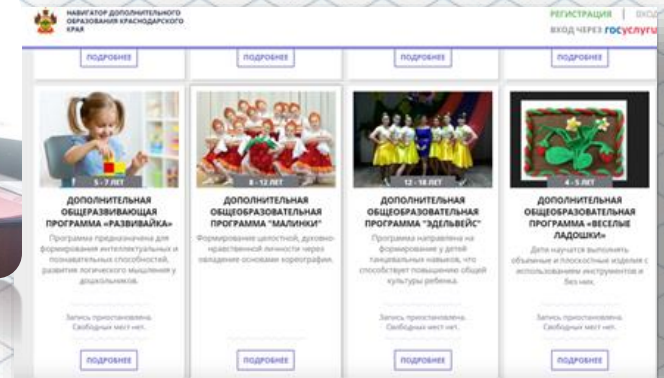 НАВИГАТОР ДОПОЛНИТЕЛЬНОГО
ОБРАЗОВАНИЯ КРАСНОДАРСКОГО
КРАЯ
РЕГИСТРАЦИЯ | ВХОД
ВХОД ЧЕРЕЗ госуслуги
ПОДРОБНЕЕ
ПОДРОБНЕЕ
ПОДРОБНЕЕ
ПОДРОБНЕЕ
5 - 7 ЛЕТ
ДОПОЛНИТЕЛЬНАЯ
ОБЩЕРАЗВИВАЮЩАЯ
ПРОГРАММА «РАЗВИВАЙКА»
Программа предназначена для
формирования интеллектуальных и
познавательных способностей,
развития логического мышления у
дошкольников.
Запись приостановлена.
Свободных мест нет.
ПОДРОБНЕЕ
8 - 12 ЛЕТ
ДОПОЛНИТЕЛЬНАЯ
ОБЩЕОБРАЗОВАТЕЛЬНАЯ
ПРОГРАММА "МАЛИНКИ"
Формирование целостной, духовно-
нравственной личности через
овладение основами хореографии.
ПОДРОБНЕЕ
12 - 18 ЛЕТ
ДОПОЛНИТЕЛЬНАЯ
ОБЩЕОБРАЗОВАТЕЛЬНАЯ
ПРОГРАММА "ЭДЕЛЬВЕЙС"
Программа направлена на
формирование у детей
танцевальных навыков, что
способствует повышению общей
культуры ребенка.
Запись приостановлена.
Свободных мест нет.
ПОДРОБНЕЕ
4 - 5 ЛЕТ
ДОПОЛНИТЕЛЬНАЯ
ОБЩЕОБРАЗОВАТЕЛЬНАЯ
ПРОГРАММА «ВЕСЕЛЫЕ
ЛАДОШКИ»
Дети научатся выполнять
объемные и плоскостные изделия с
использованием инструментов и
без них.
Запись приостановлена.
Свободных мест нет.
ПОДРОБНЕЕ